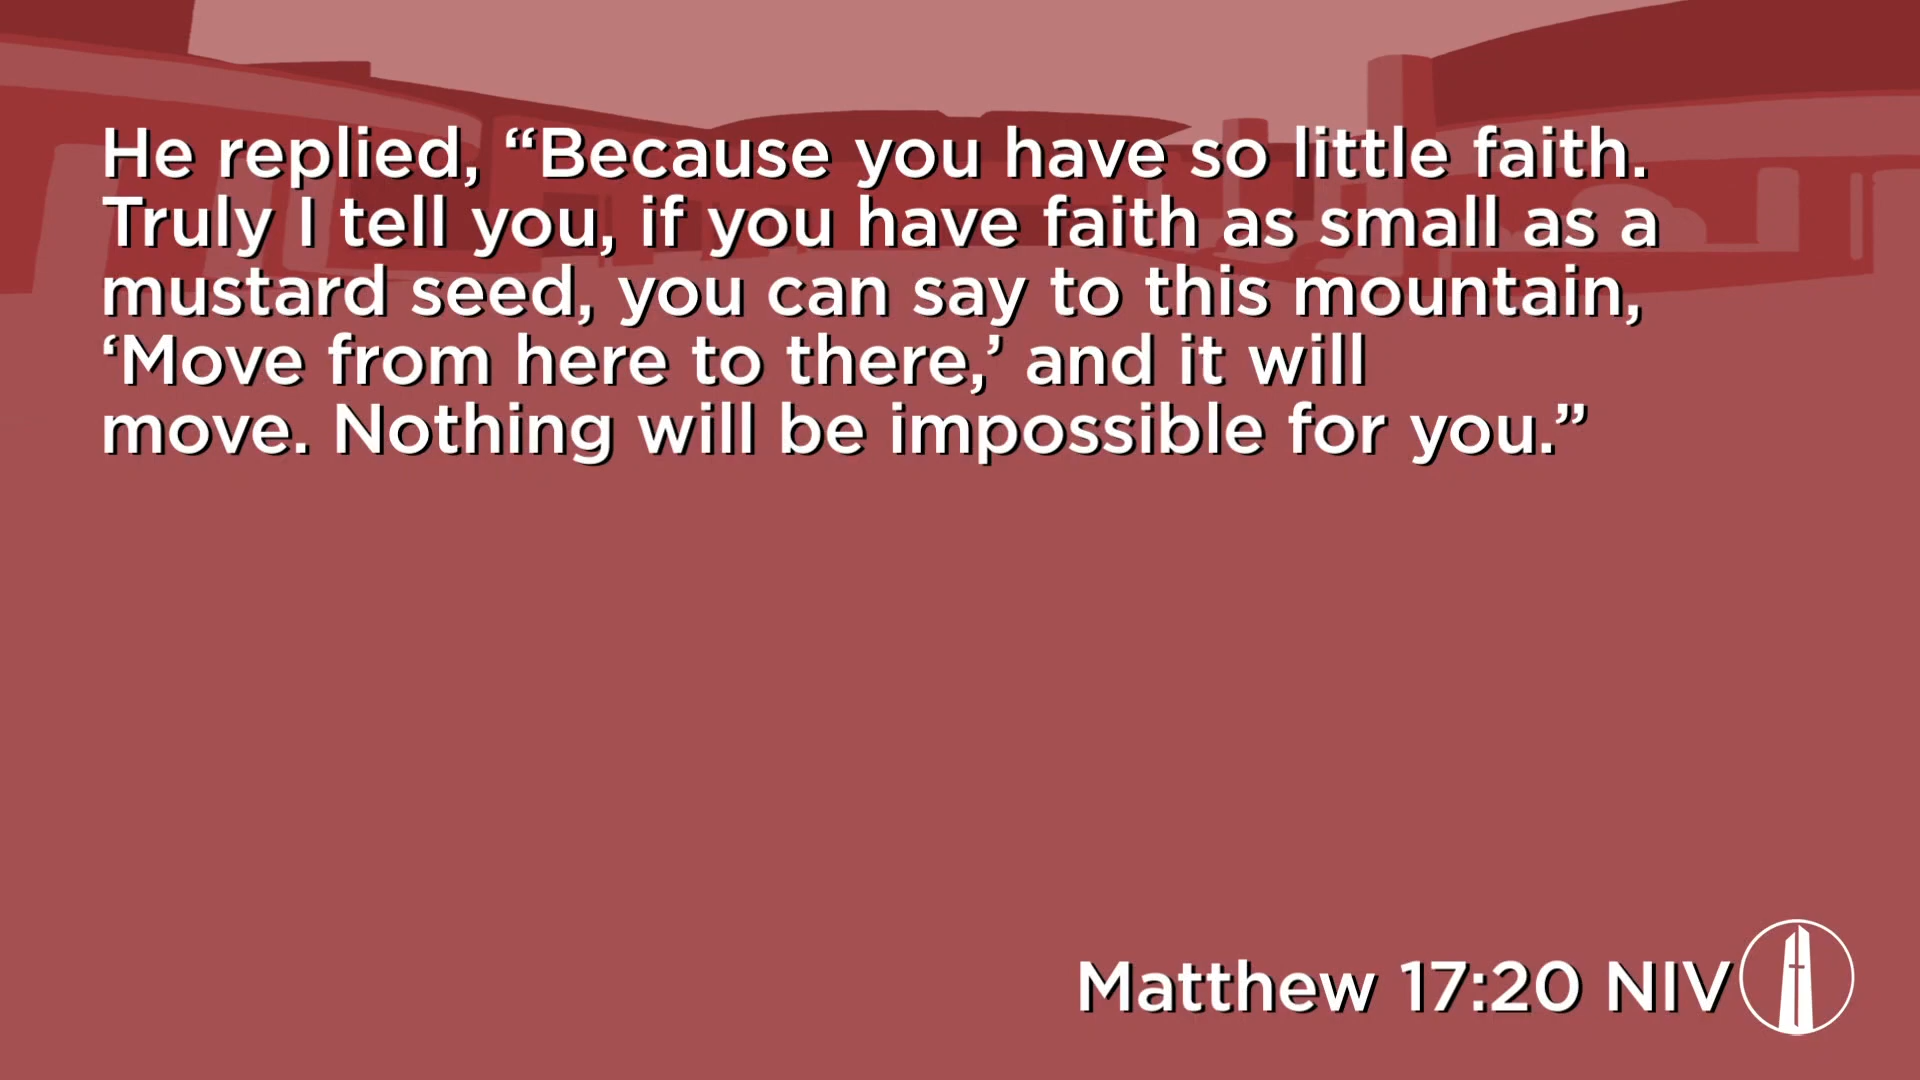 He replied, “Because you have so little faith.
Truly I tell you, if you have faith as small as a
mustard seed, you can say to this mountain,
‘Move from here to there,’ and it will
move. Nothing will be impossible for you.”
Matthew 17:20 NIV